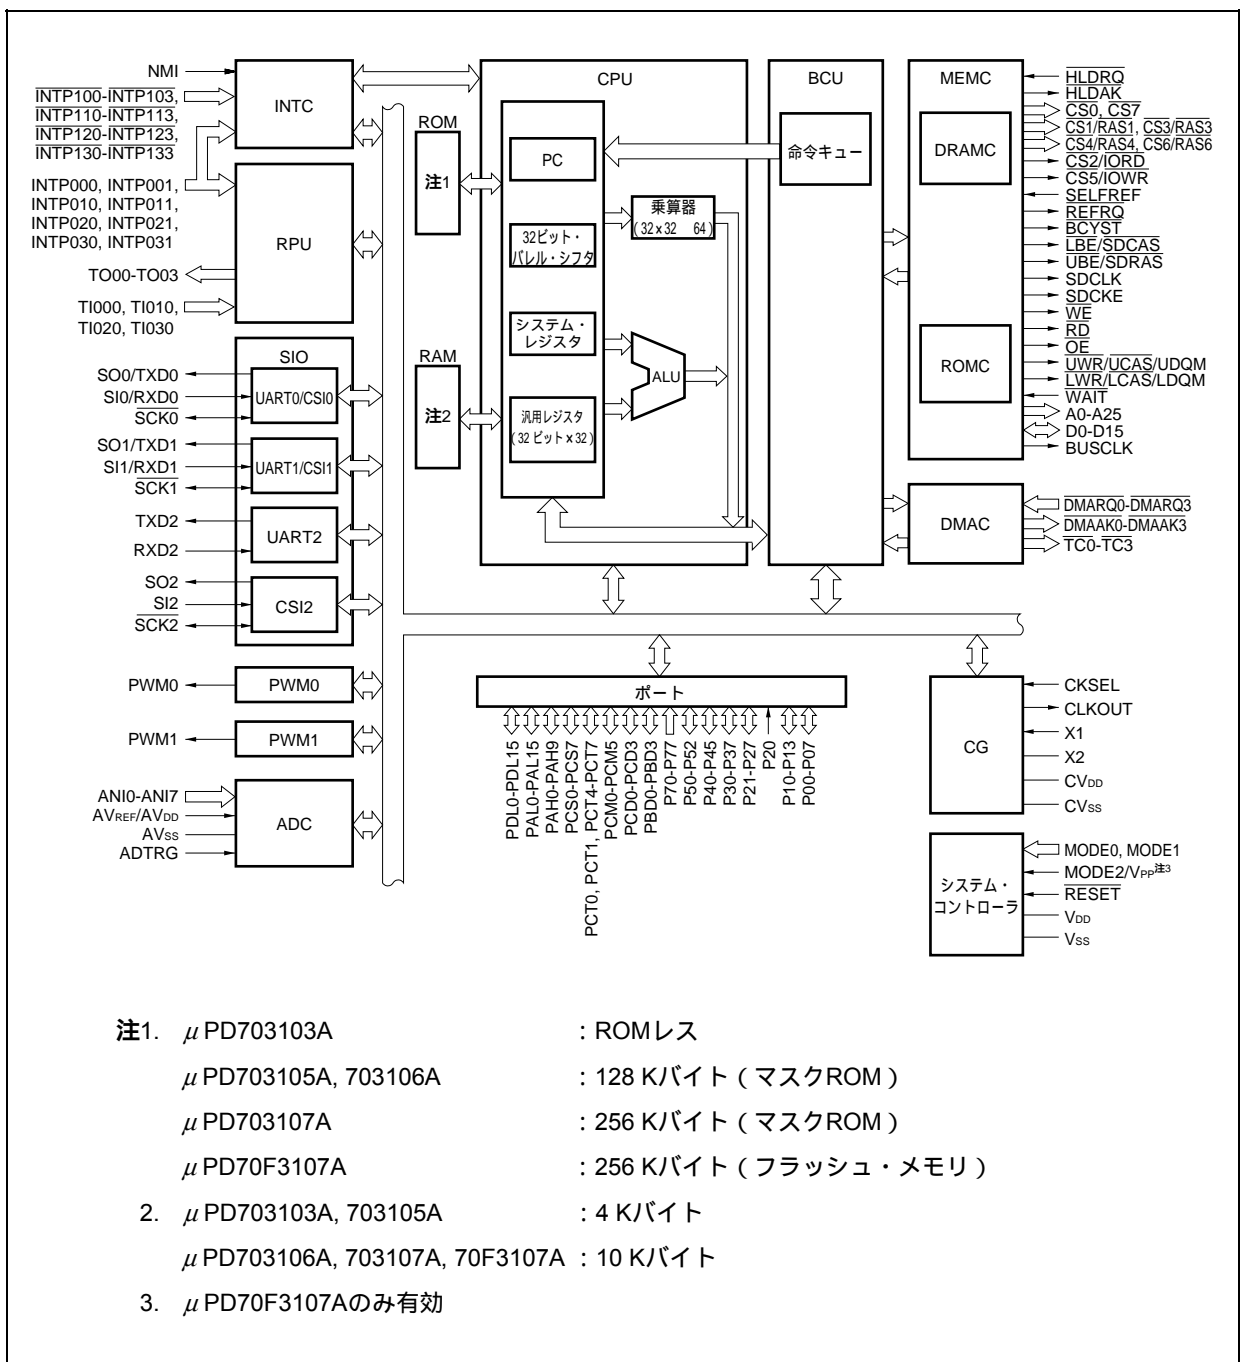 NMI
INTP100-INTP103,
INTP110-INTP113,
INTP120-INTP123,
INTP130-INTP133
INTC
INTP000, INTP001,
INTP010, INTP011,
INTP020, INTP021,
INTP030, INTP031
TO00-TO03
TI000, TI010,
TI020, TI030
RPU
SIO
SO0/TXD0
SI0/RXD0
SCK0
UART0/CSI0
SO1/TXD1
SI1/RXD1
SCK1
UART1/CSI1
TXD2
RXD2
UART2
SO2
SI2
SCK2
CSI2
PWM0
PWM0
PWM1
PWM1
ANI0-ANI7
AVREF/AVDD
AVSS
ADTRG
ADC
ROM
注1
RAM
注2
CPU
PC
32ビット・
バレル・シフタ
システム・
レジスタ
汎用レジスタ
(32 ビット×32)
乗算器
(32×32 64)
ALU
BCU
命令キュー
MEMC
DRAMC
ROMC
HLDRQ
HLDAK
CS0, CS7
CS1/RAS1, CS3/RAS3
CS4/RAS4, CS6/RAS6
CS2/IORD
CS5/IOWR
SELFREF
REFRQ
BCYST
LBE/SDCAS
UBE/SDRAS
SDCLK
SDCKE
WE
RD
OE
UWR/UCAS/UDQM
LWR/LCAS/LDQM
WAIT
A0-A25
D0-D15
BUSCLK
DMAC
DMARQ0-DMARQ3
DMAAK0-DMAAK3
TC0-TC3
ポート
PDL0-PDL15
PAL0-PAL15
PAH0-PAH9
PCS0-PCS7
PCT0, PCT1, PCT4-PCT7
PCM0-PCM5
PCD0-PCD3
PBD0-PBD3
P70-P77
P50-P52
P40-P45
P30-P37
P21-P27
P20
P10-P13
P00-P07
CG
CKSEL
CLKOUT
X1
X2
CVDD
CVSS
システム・
コントローラ
MODE0, MODE1
MODE2/VPP注3
RESET
VDD
VSS
注1. μPD703103A : ROMレス
μPD703105A, 703106A : 128 Kバイト(マスクROM)
μPD703107A : 256 Kバイト(マスクROM)
μPD70F3107A : 256 Kバイト(フラッシュ・メモリ)
2. μPD703103A, 703105A : 4 Kバイト
μPD703106A, 703107A, 70F3107A : 10 Kバイト
3. μPD70F3107Aのみ有効